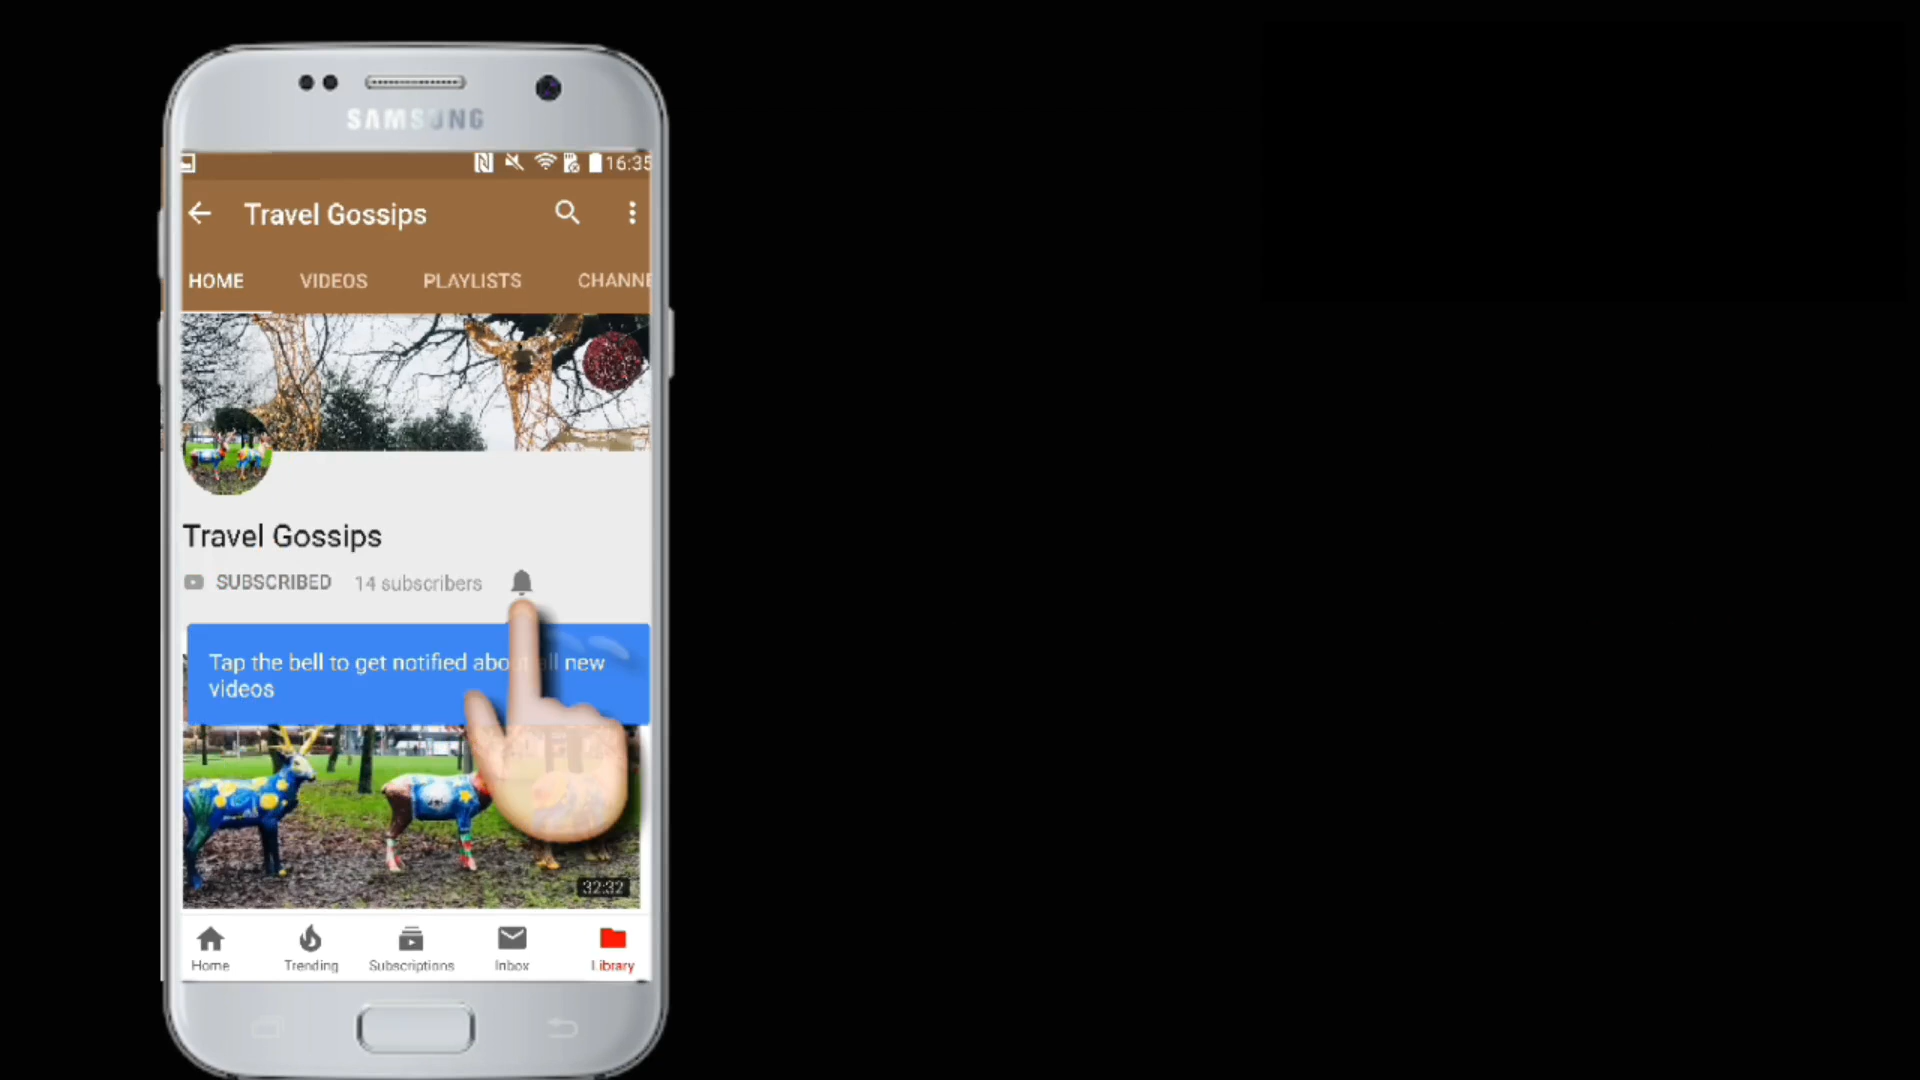 SAMSUNG
16:35
Travel Gossips
HOME VIDEOS PLAYLISTS CHANNE
Travel Gossips
SUBSCRIBED 14 subscribers
Tap the bell to get notified about all new
videos
32:32
Home Trending Subscriptions Inbox Library